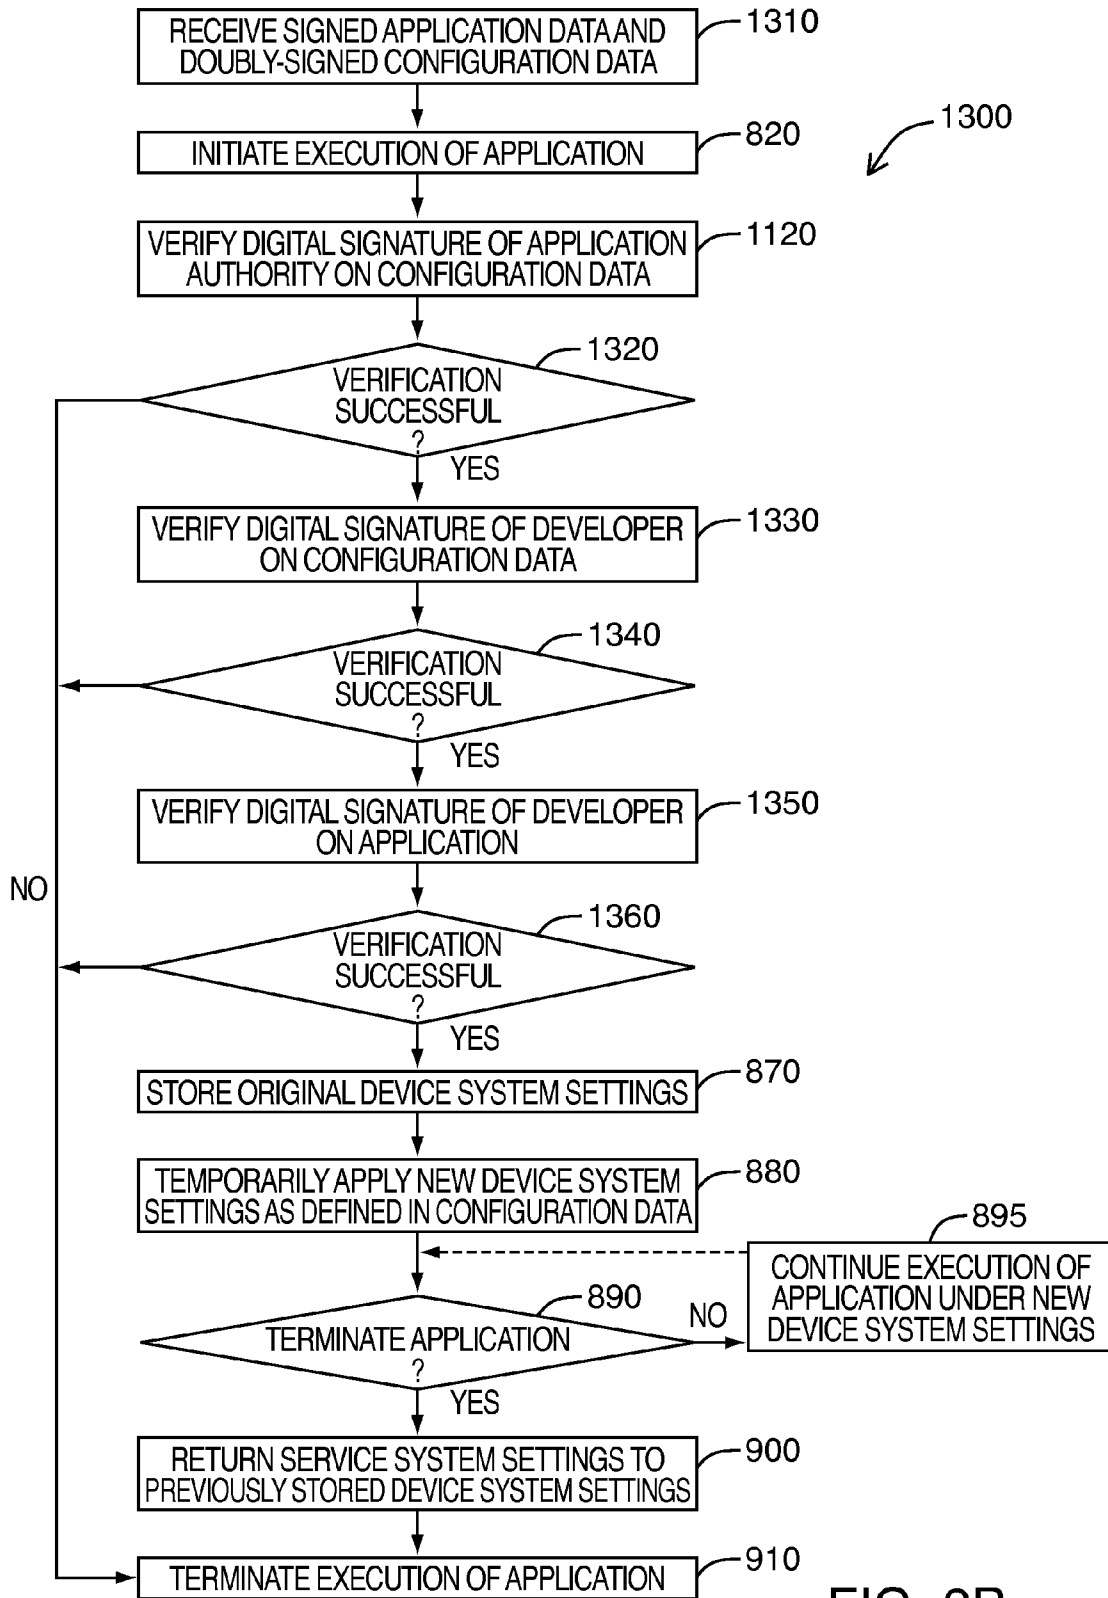 RECEIVE SIGNED APPLICATION DATA AND
DOUBLY-SIGNED CONFIGURATION DATA
1310
1300
INITIATE EXECUTION OF APPLICATION
820
VERIFY DIGITAL SIGNATURE OF APPLICATION
AUTHORITY ON CONFIGURATION DATA
1120
VERIFICATION
SUCCESSFUL
?
1320
YES
VERIFY DIGITAL SIGNATURE OF DEVELOPER
ON CONFIGURATION DATA
1330
VERIFICATION
SUCCESSFUL
?
1340
YES
VERIFY DIGITAL SIGNATURE OF DEVELOPER
ON APPLICATION
1350
NO
VERIFICATION
SUCCESSFUL
?
1360
YES
STORE ORIGINAL DEVICE SYSTEM SETTINGS
870
TEMPORARILY APPLY NEW DEVICE SYSTEM
SETTINGS AS DEFINED IN CONFIGURATION DATA
880
895
CONTINUE EXECUTION OF
APPLICATION UNDER NEW
DEVICE SYSTEM SETTINGS
TERMINATE APPLICATION
?
890
NO
YES
RETURN SERVICE SYSTEM SETTINGS TO
PREVIOUSLY STORED DEVICE SYSTEM SETTINGS
900
TERMINATE EXECUTION OF APPLICATION
910